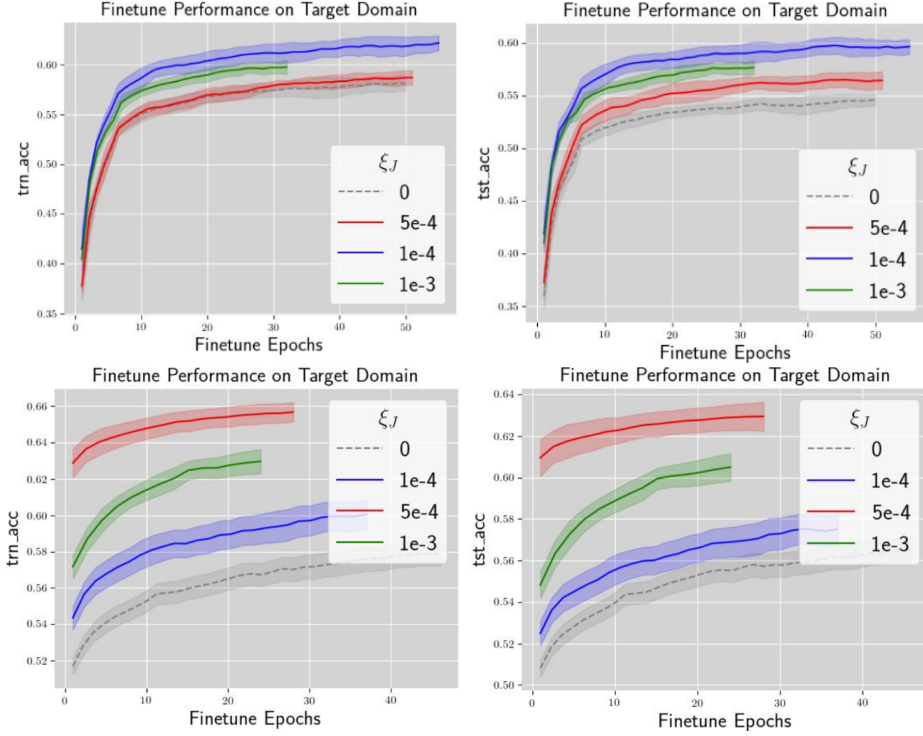 Finetune Performance on Target Domain
trn_acc
0.60
0.55
0.50
0.45
0.40
0.35
ξJ
0
5e-4
1e-4
1e-3
0
10
20
30
40
50
Finetune Epochs
Finetune Performance on Target Domain
tst_acc
0.60
0.55
0.50
0.45
0.40
0.35
ξJ
0
5e-4
1e-4
1e-3
0
10
20
30
40
50
Finetune Epochs
Finetune Performance on Target Domain
trn_acc
0.66
0.64
0.62
0.60
0.58
0.56
0.54
0.52
ξJ
0
1e-4
5e-4
1e-3
0
10
20
30
40
Finetune Epochs
Finetune Performance on Target Domain
tst_acc
0.64
0.62
0.60
0.58
0.56
0.54
0.52
0.50
ξJ
0
1e-4
5e-4
1e-3
0
10
20
30
40
Finetune Epochs